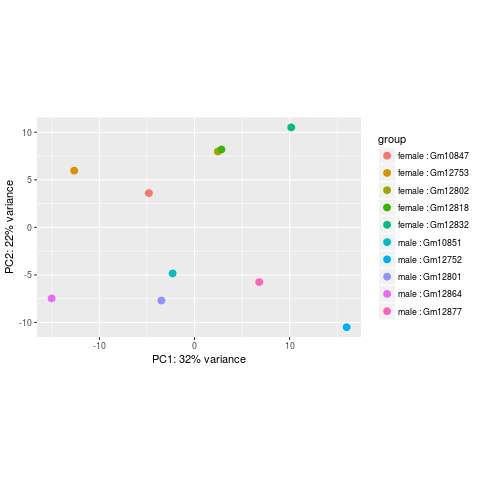 group
female : Gm10847
female : Gm12753
female : Gm12802
female : Gm12818
female : Gm12832
male : Gm10851
male : Gm12752
male : Gm12801
male : Gm12864
male : Gm12877
PC2: 22% variance
10
5
0
-5
-10
-10
0
10
PC1: 32% variance